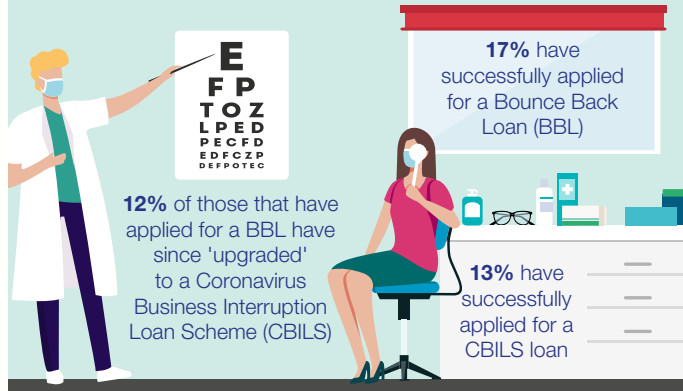 E
F P
T O Z
L P E D
P E C F D
E D F C Z P
D E F P O T E C
17% have
successfully applied
for a Bounce Back
Loan (BBL)
12% of those that have
applied for a BBL have
since 'upgraded'
to a Coronavirus
Business Interruption
Loan Scheme (CBILS)
13% have
successfully
applied for a
CBILS loan